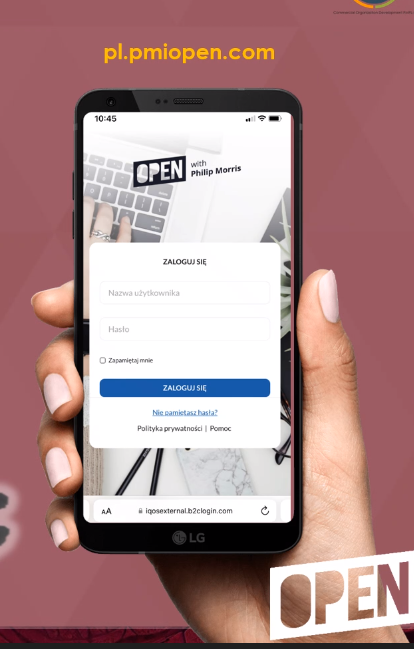 pl.pmiopen.com
10:45
OPEN with
Philip Morris
ZALOGUJ SIĘ
Nazwa użytkownika
Hasło
Zapamiętaj mnie
ZALOGUJ SIĘ
Nie pamiętasz hasła?
Polityka prywatności | Pomoc
AA iqosexternal.b2clogin.com
LG
OPEN